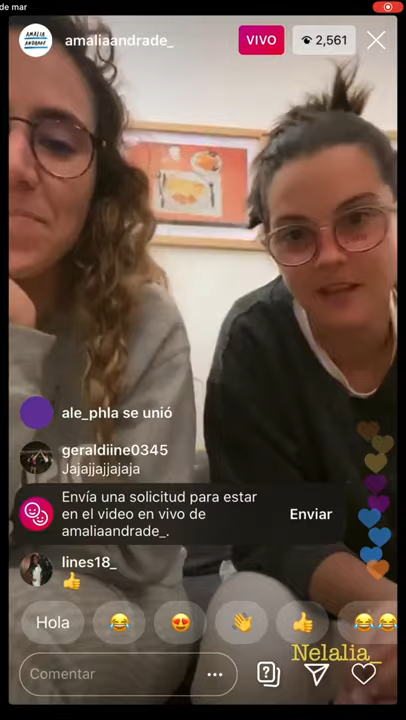 de mar
AMALIA
ANDRADE
amaliaandrade_
VIVO
2,561
ale_phla se unió
geraldiine0345
Jajajjajjajaja
Envía una solicitud para estar
en el video en vivo de
amaliaandrade_.
Enviar
lines18_
Hola
Nelalia_
Comentar